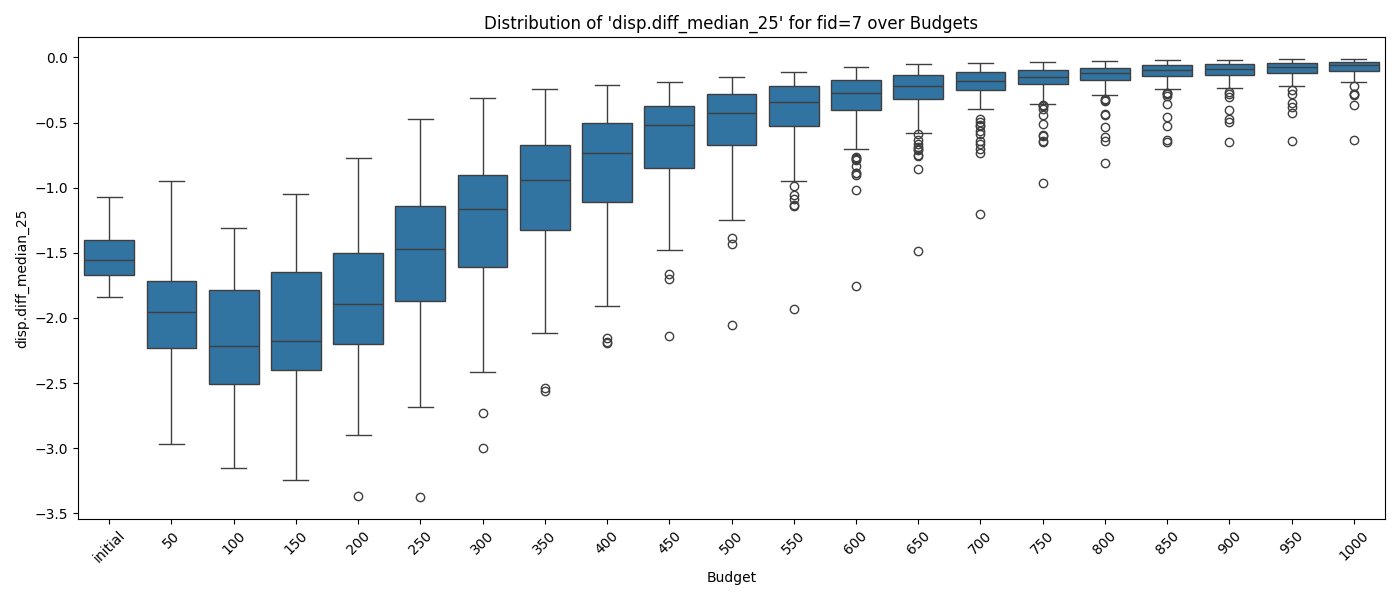 Distribution of 'disp.diff_median_25' for fid=7 over Budgets
disp.diff_median_25
0.0
−0.5
−1.0
−1.5
−2.0
−2.5
−3.0
−3.5
initial 50 100 150 200 250 300 350 400 450 500 550 600 650 700 750 800 850 900 950 1000
Budget